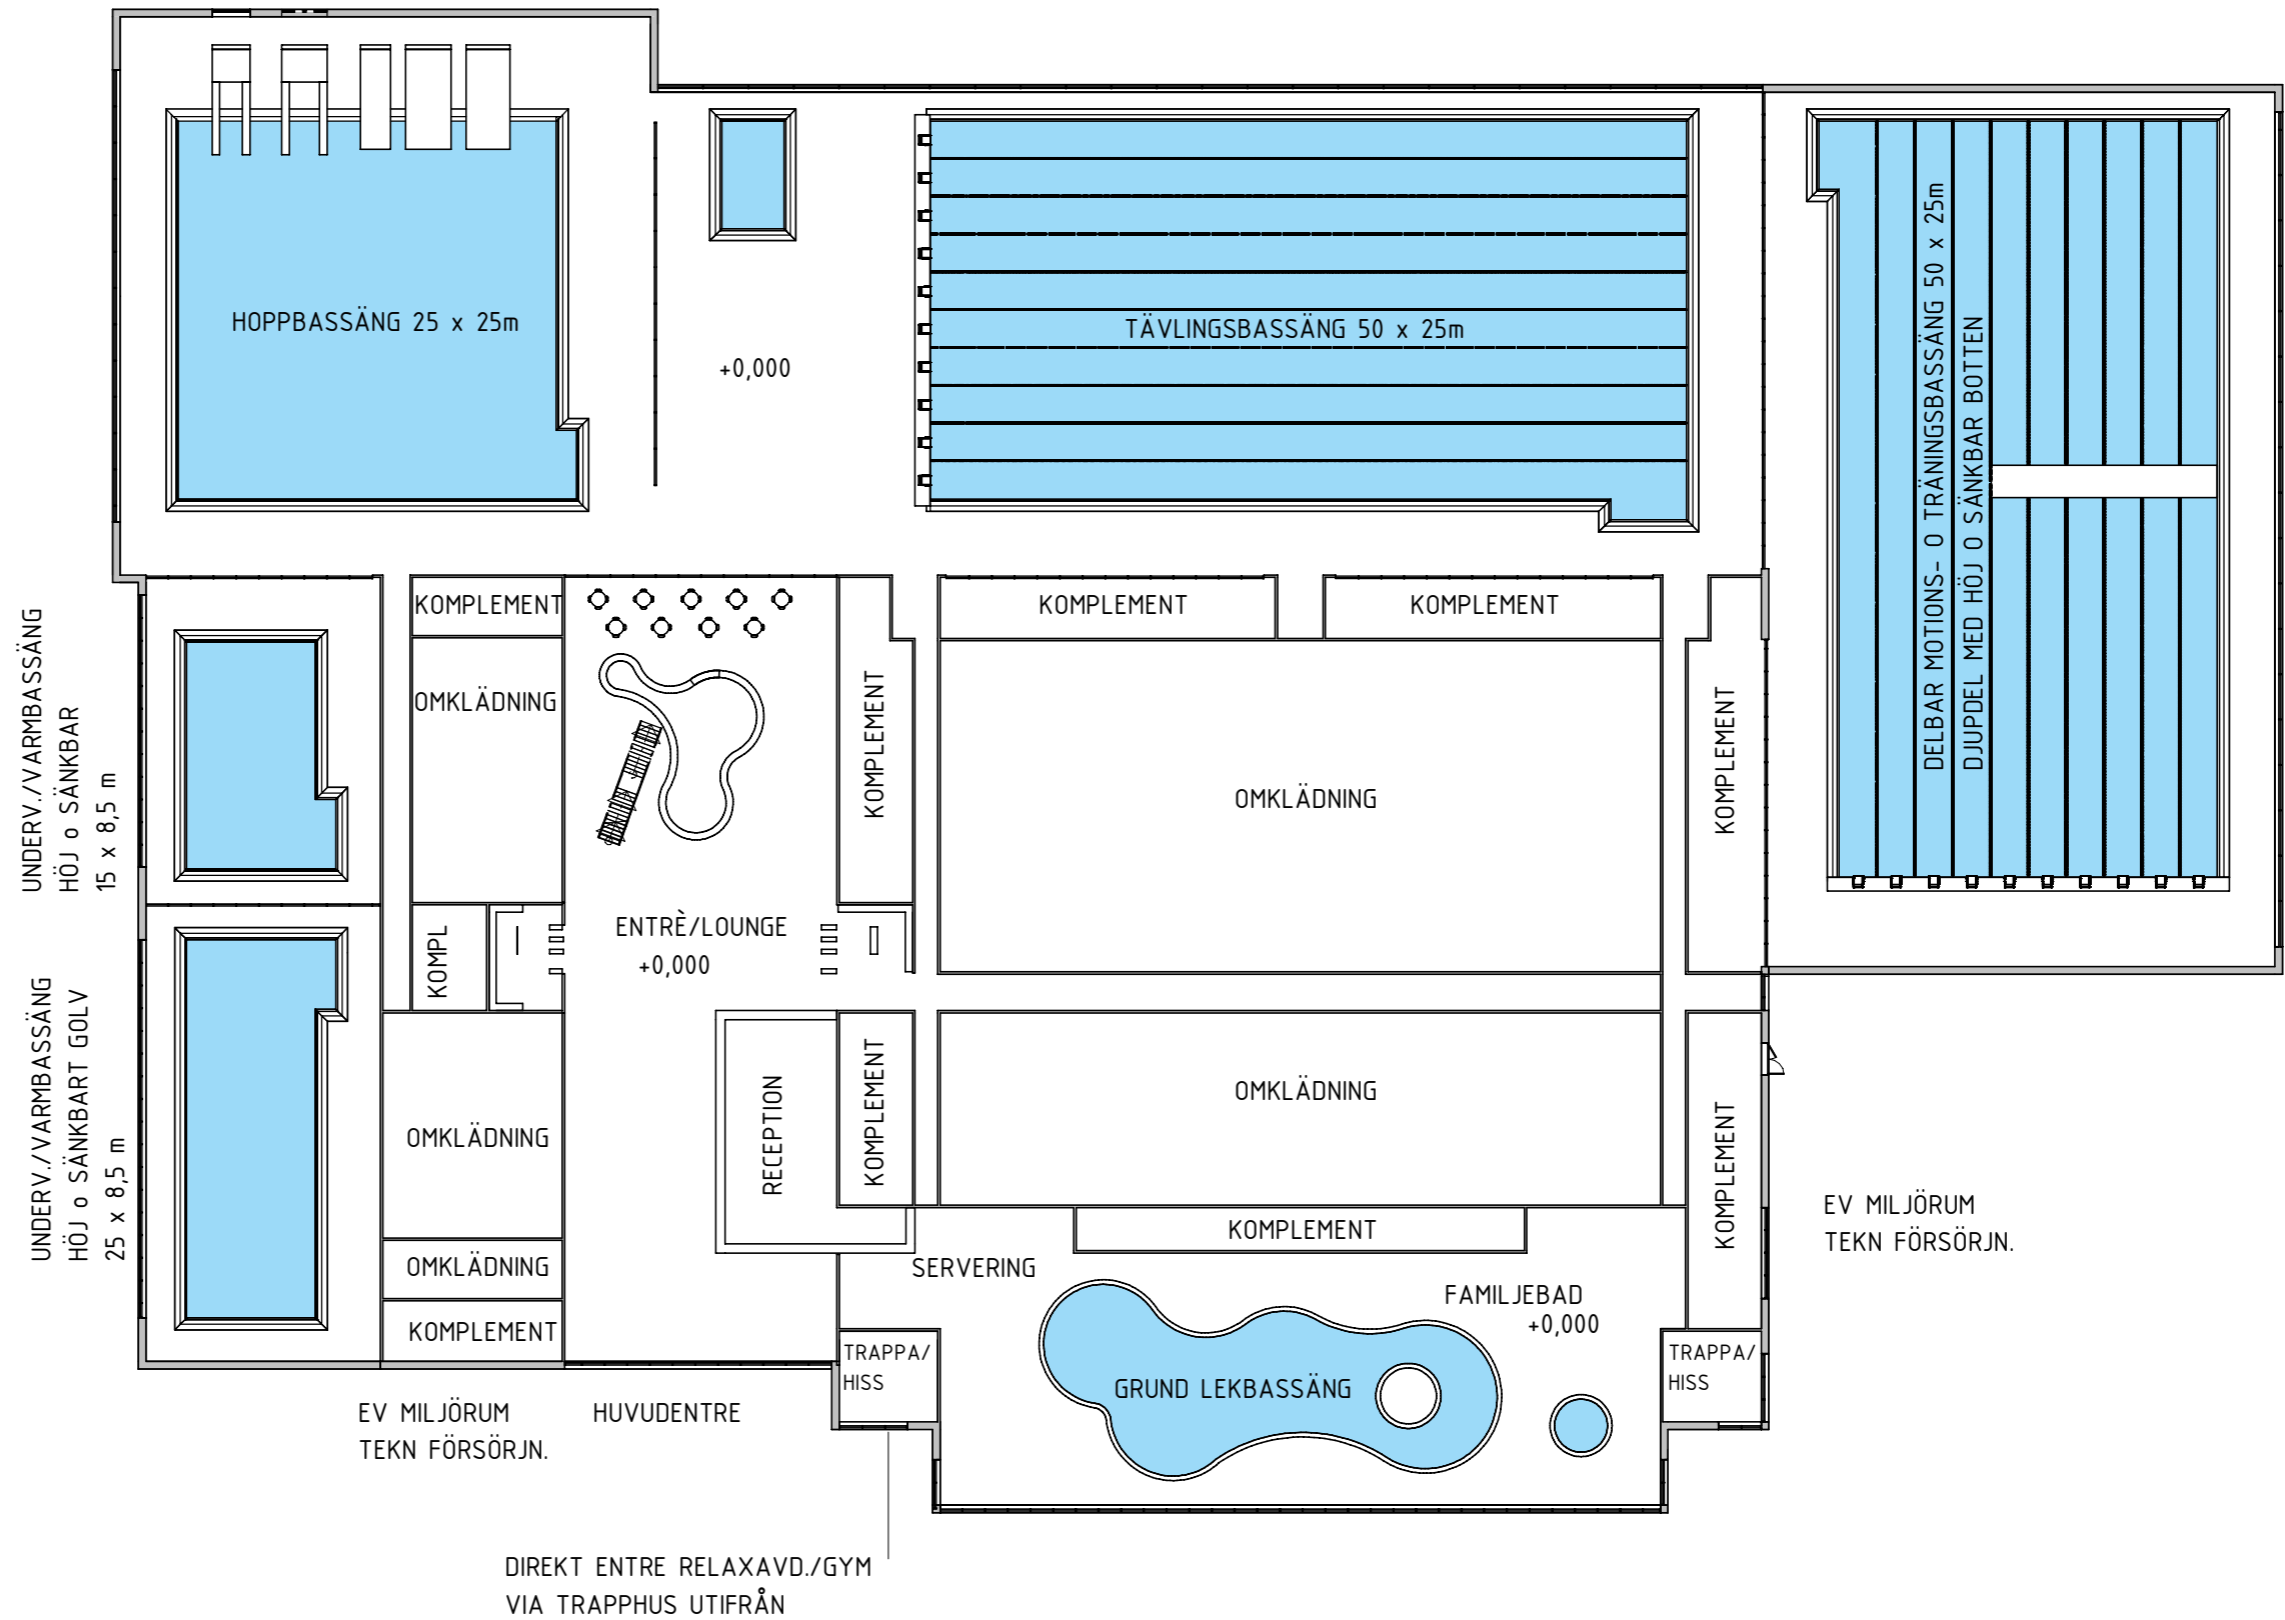 HOPPBASSÄNG 25 x 25m
+0,000
TÄVLINGSBASSÄNG 50 x 25m
DELBAR MOTIONS- O TRÄNINGSBASSÄNG 50 x 25m
DJUPDEL MED HÖJ O SÄNKBAR BOTTEN
UNDERV./VARMBASSÄNG
HÖJ o SÄNKBAR
15 x 8,5 m
KOMPLEMENT
OMKLÄDNING
KOMPLEMENT
KOMPLEMENT
KOMPLEMENT
OMKLÄDNING
KOMPLEMENT
KOMPL
ENTRÈ/LOUNGE
+0,000
UNDERV./VARMBASSÄNG
HÖJ o SÄNKBART GOLV
25 x 8,5 m
OMKLÄDNING
RECEPTION
KOMPLEMENT
OMKLÄDNING
KOMPLEMENT
EV MILJÖRUM
TEKN FÖRSÖRJN.
OMKLÄDNING
KOMPLEMENT
KOMPLEMENT
SERVERING
FAMILJEBAD
+0,000
TRAPPA/
HISS
GRUND LEKBASSÄNG
TRAPPA/
HISS
EV MILJÖRUM
TEKN FÖRSÖRJN.
HUVUDENTRE
DIREKT ENTRE RELAXAVD./GYM
VIA TRAPPHUS UTIFRÅN